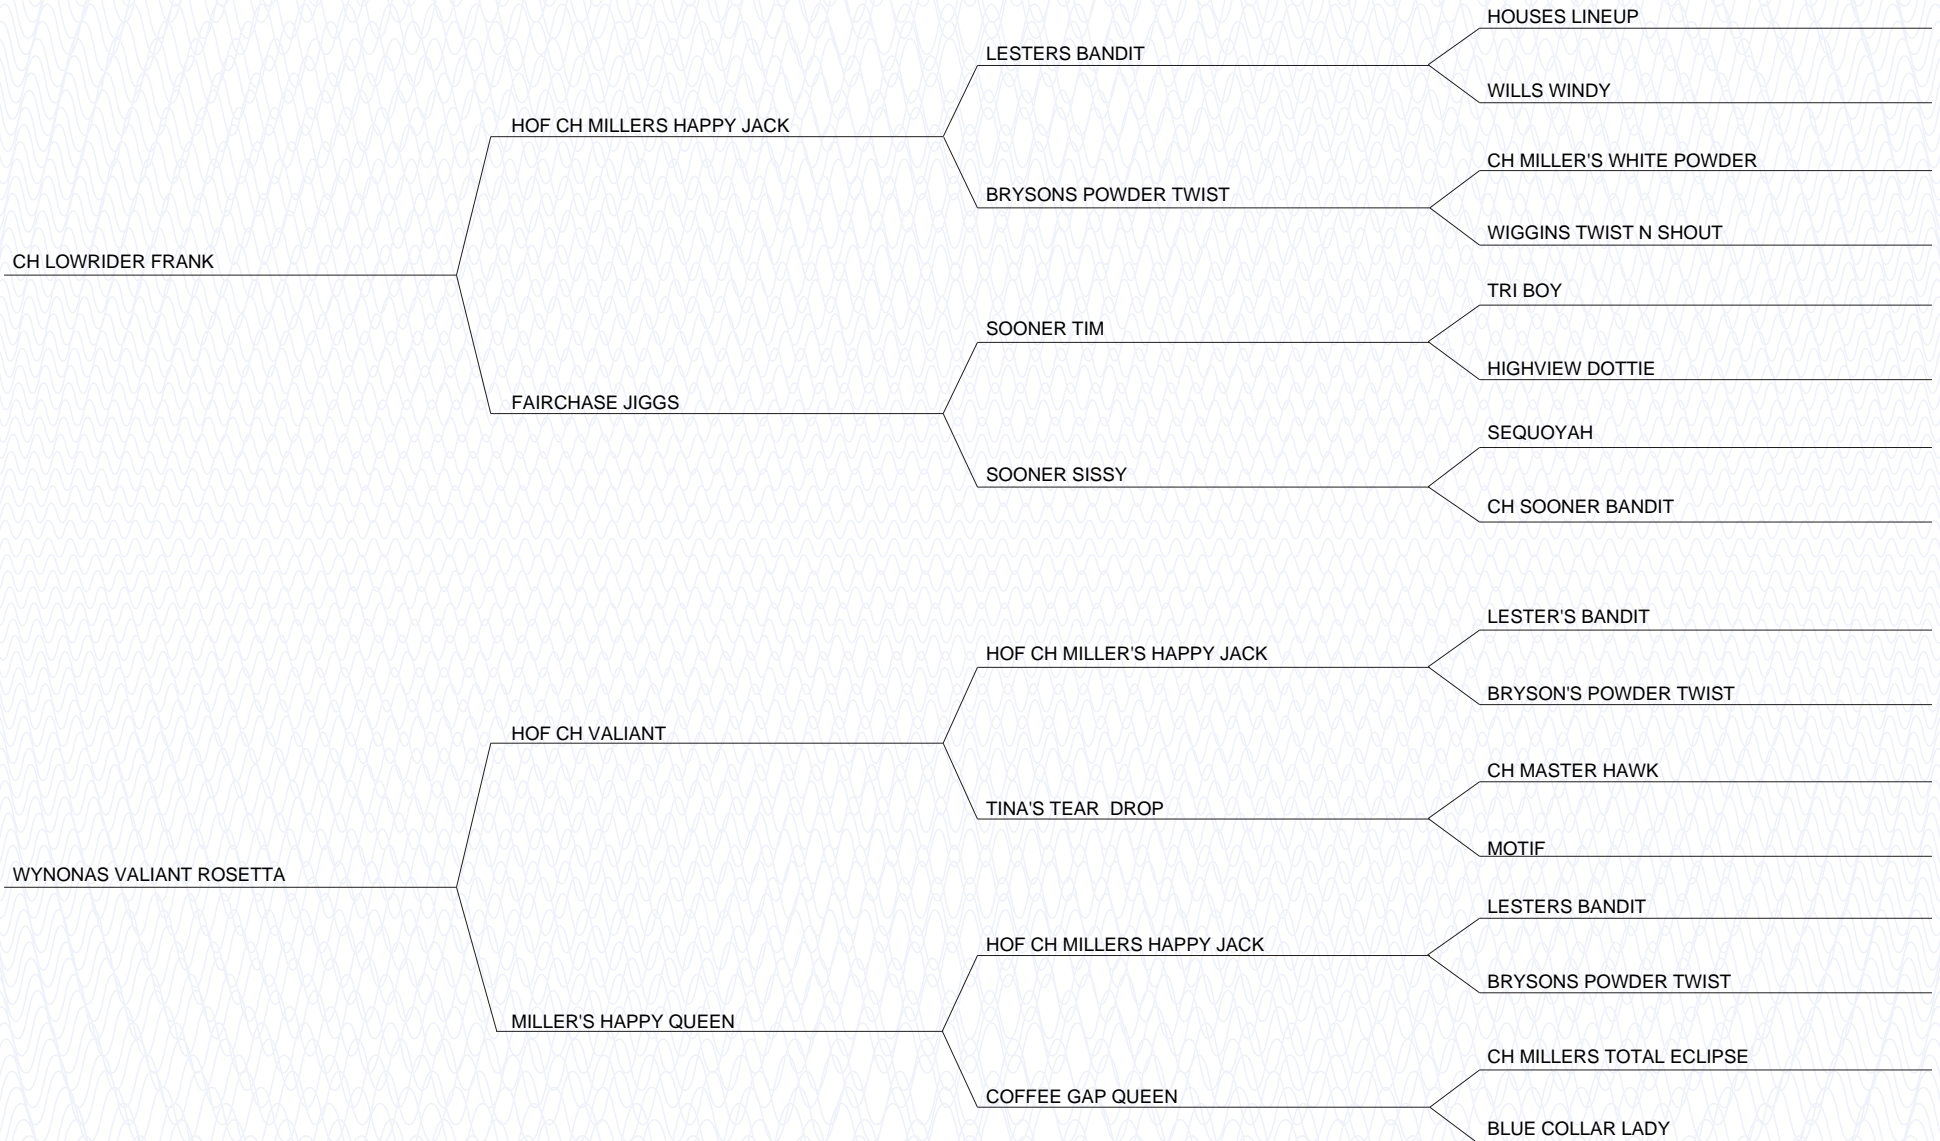 HOUSES LINEUP
LESTERS BANDIT
WILLS WINDY
HOF CH MILLERS HAPPY JACK
CH MILLER'S WHITE POWDER
BRYSONS POWDER TWIST
WIGGINS TWIST N SHOUT
CH LOWRIDER FRANK
TRI BOY
SOONER TIM
HIGHVIEW DOTTIE
FAIRCHASE JIGGS
SEQUOYAH
SOONER SISSY
CH SOONER BANDIT
LESTER'S BANDIT
HOF CH MILLER'S HAPPY JACK
BRYSON'S POWDER TWIST
HOF CH VALIANT
CH MASTER HAWK
TINA'S TEAR  DROP
MOTIF
WYNONAS VALIANT ROSETTA
LESTERS BANDIT
HOF CH MILLERS HAPPY JACK
BRYSONS POWDER TWIST
MILLER'S HAPPY QUEEN
CH MILLERS TOTAL ECLIPSE
COFFEE GAP QUEEN
BLUE COLLAR LADY